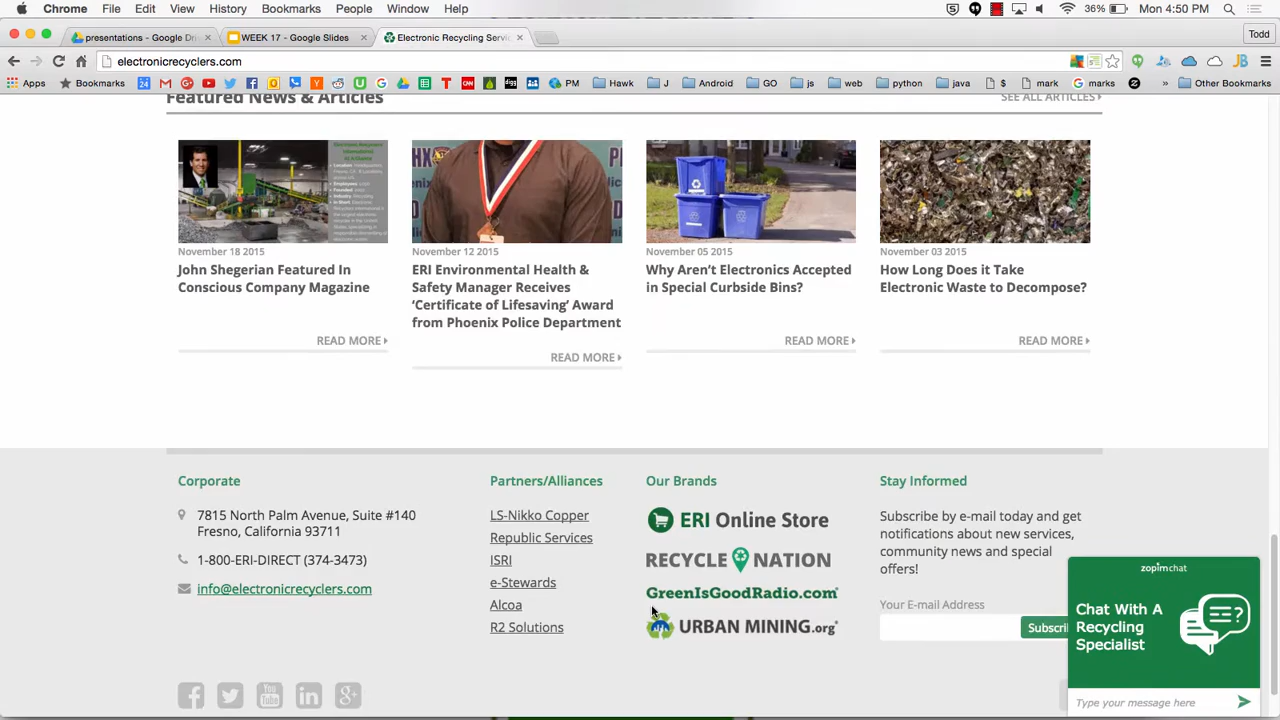 Chrome File Edit View History Bookmarks People Window Help 36% Mon 4:50 PM
presentations - Google Dri WEEK 17 - Google Slides Electronic Recycling Servic Todd
electronicrecyclers.com
Apps Bookmarks 24 PM Hawk J Android GO js web python java $ mark marks Other Bookmarks
Featured News & Articles
SEE ALL ARTICLES
November 18 2015
John Shegerian Featured In
Conscious Company Magazine
READ MORE
November 12 2015
ERI Environmental Health &
Safety Manager Receives
‘Certificate of Lifesaving’ Award
from Phoenix Police Department
READ MORE
November 05 2015
Why Aren’t Electronics Accepted
in Special Curbside Bins?
READ MORE
November 03 2015
How Long Does it Take
Electronic Waste to Decompose?
READ MORE
Corporate
7815 North Palm Avenue, Suite #140
Fresno, California 93711
1-800-ERI-DIRECT (374-3473)
info@electronicrecyclers.com
Partners/Alliances
LS-Nikko Copper
Republic Services
ISRI
e-Stewards
Alcoa
R2 Solutions
Our Brands
ERI Online Store
RECYCLE NATION
GreenIsGoodRadio.com
URBAN MINING.org
Stay Informed
Subscribe by e-mail today and get
notifications about new services,
community news and special
offers!
Your E-mail Address
Subscri
zopim chat
Chat With A
Recycling
Specialist
Type your message here